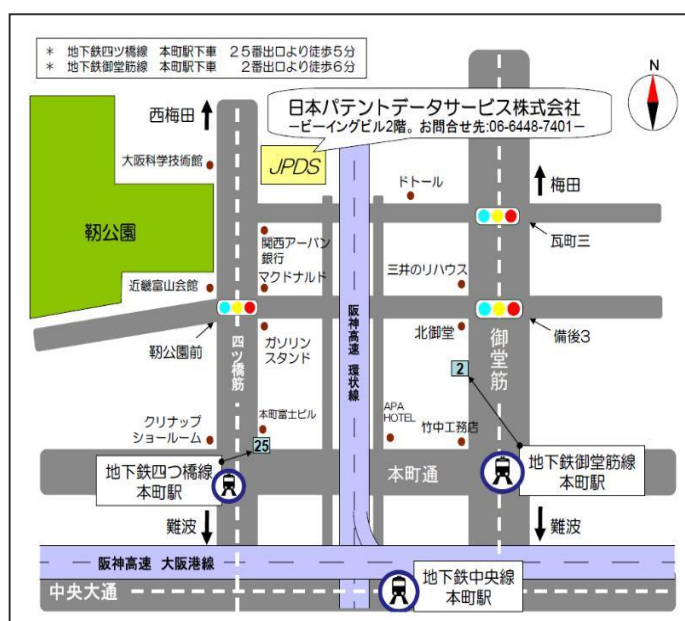 * 地下鉄四ツ橋線 本町駅下車 25番出口より徒歩5分
* 地下鉄御堂筋線 本町駅下車 2番出口より徒歩6分
N
日本パテントデータサービス株式会社
−ビーイングビル2階。お問合せ先:06-6448-7401−
西梅田
大阪科学技術館
JPDS
ドトール
梅田
靭公園
関西アーバン
銀行
瓦町三
近畿富山会館
マクドナルド
三井のリハウス
靭公園前
四ツ橋筋
ガソリン
スタンド
阪神高速 環状線
北御堂
御堂筋
備後3
2
クリナップ
ショールーム
本町富士ビル
25
APA
HOTEL
竹中工務店
地下鉄四つ橋線
本町駅
本町通
地下鉄御堂筋線
本町駅
難波
難波
阪神高速 大阪港線
中央大通
地下鉄中央線
本町駅